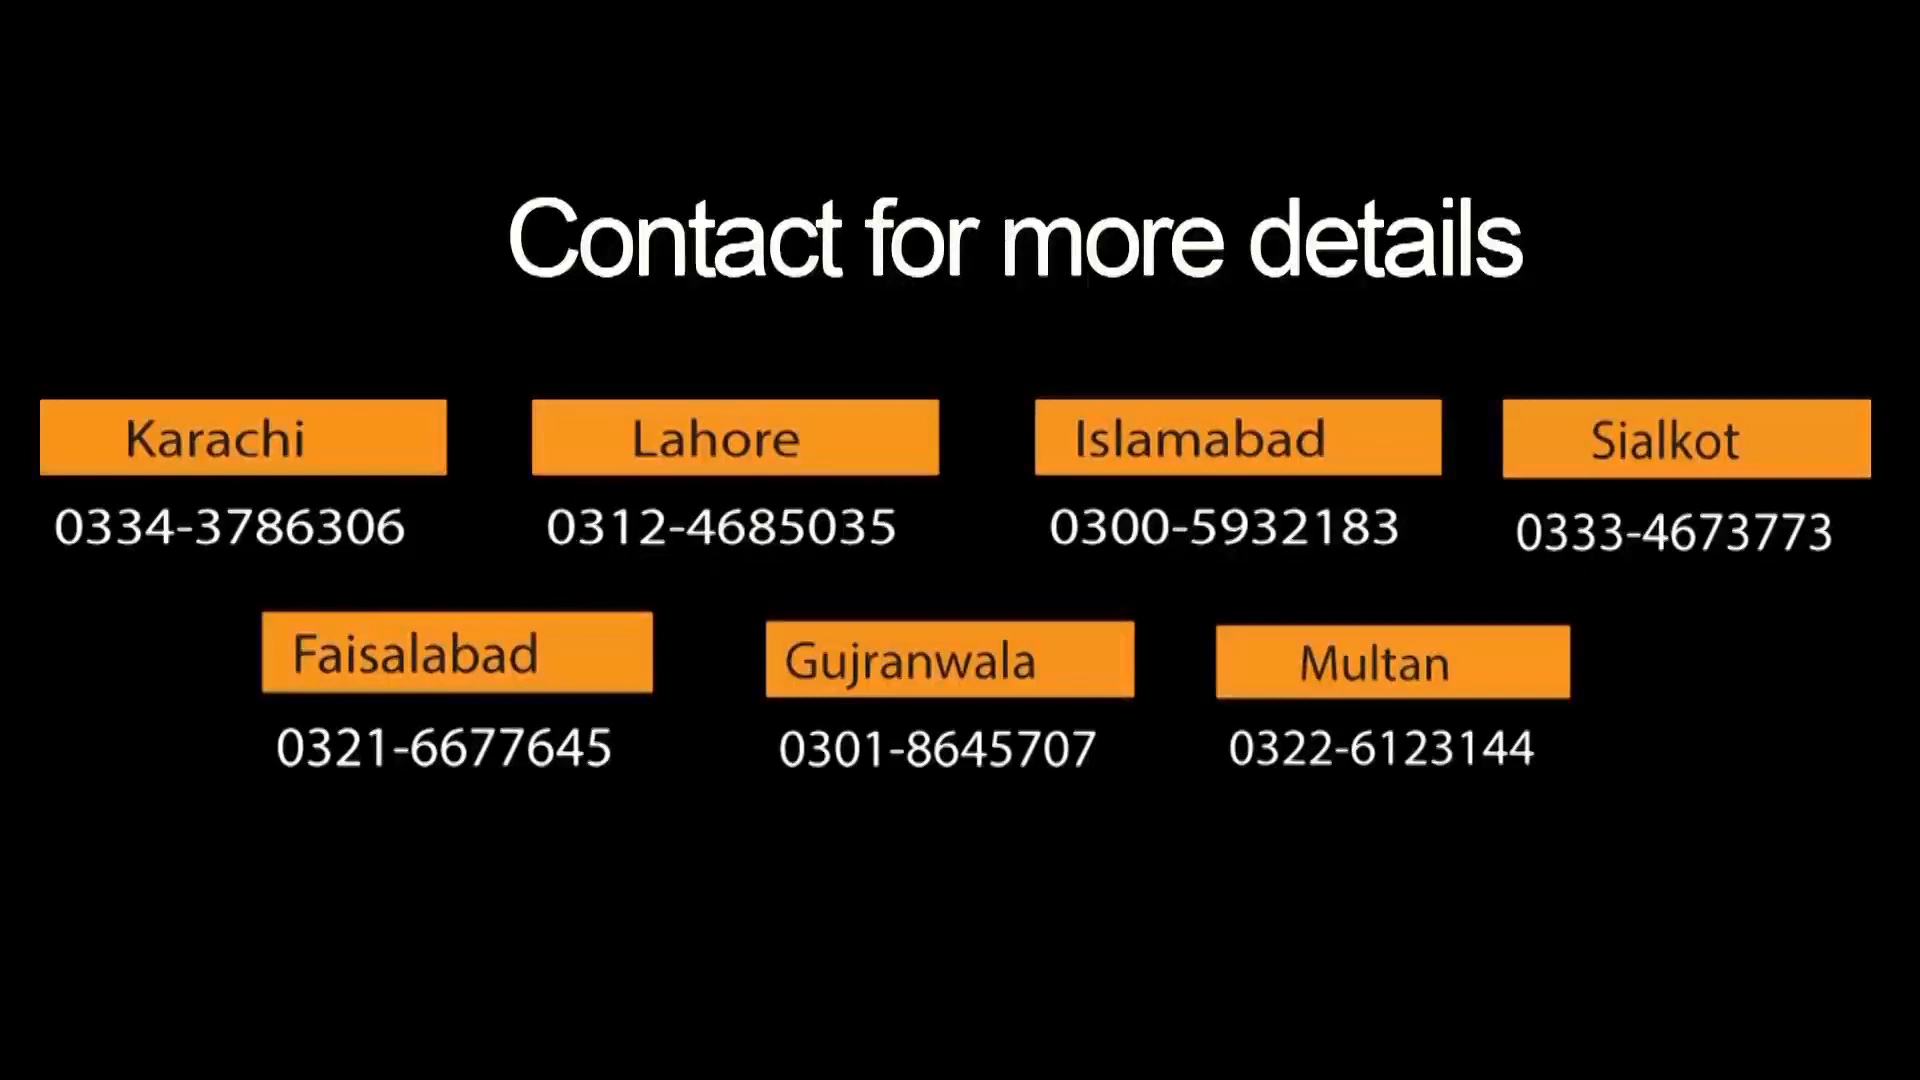 Contact for more details
Karachi Lahore Islamabad Sialkot
0334-3786306 0312-4685035 0300-5932183 0333-4673773
Faisalabad Gujranwala Multan
0321-6677645 0301-8645707 0322-6123144